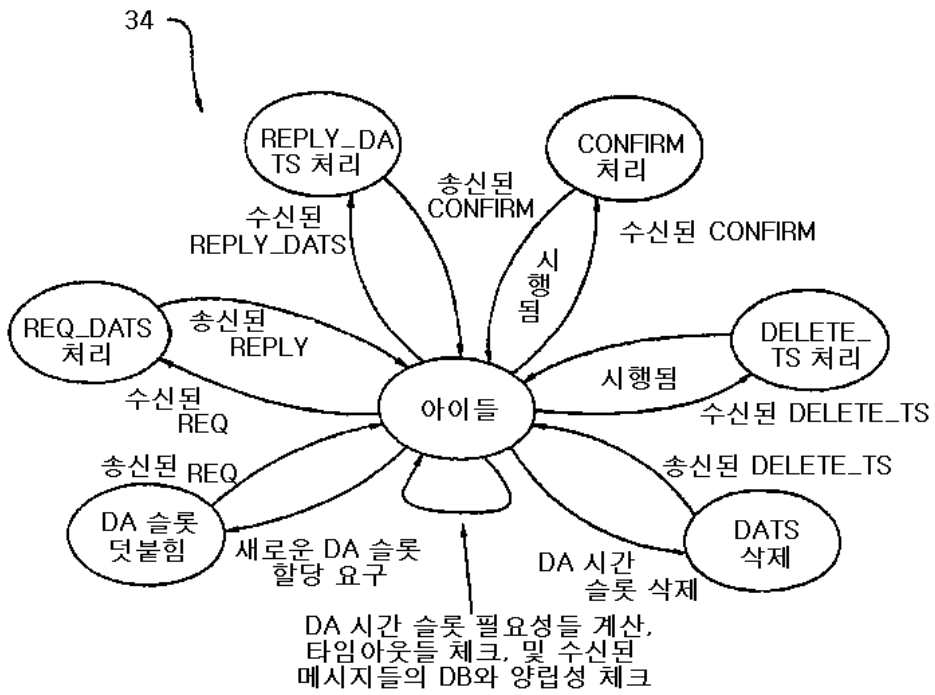 34
REPLY_DA
TS 처리
CONFIRM
처리
송신된
CONFIRM
수신된
REPLY_DATS
수신된 CONFIRM
시
행
됨
REQ_DATS
처리
송신된
REPLY
DELETE_
TS 처리
시행됨
수신된
REQ
아이들
수신된 DELETE_TS
송신된 REQ
송신된 DELETE_TS
DA 슬롯
덧붙힘
새로운 DA 슬롯
할당 요구
DATS
삭제
DA 시간
슬롯 삭제
DA 시간 슬롯 필요성들 계산,
타임아웃들 체크, 및 수신된
메시지들의 DB와 양립성 체크